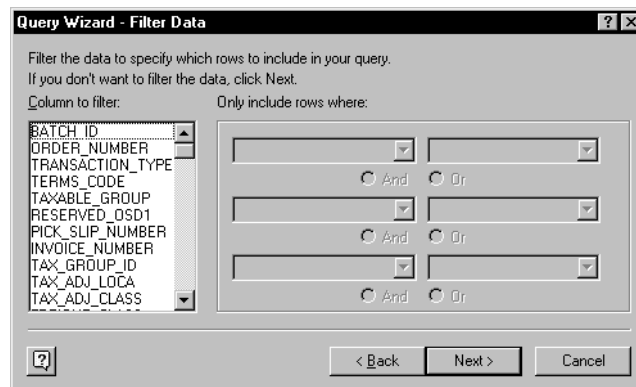 Query Wizard - Filter Data
Filter the data to specify which rows to include in your query.
If you don't want to filter the data, click Next.
Column to filter:
Only include rows where:
BATCH_ID
ORDER_NUMBER
TRANSACTION_TYPE
TERMS_CODE
TAXABLE_GROUP
RESERVED_OSD1
PICK_SLIP_NUMBER
INVOICE_NUMBER
TAX_GROUP_ID
TAX_ADJ_LOCA
TAX_ADJ_CLASS
And Or
And Or
And Or
< Back Next > Cancel